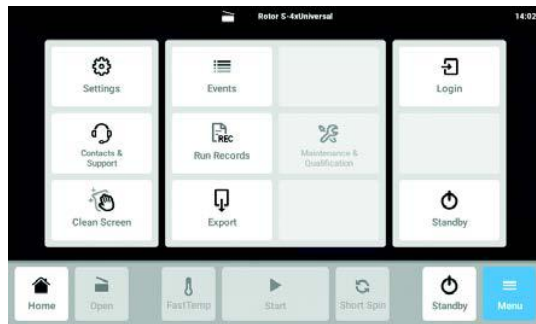 Rotor S-4xUniversal
14:02
Settings
Events
Login
Contacts &
Support
REC
Run Records
Maintenance &
Qualification
Clean Screen
Export
Standby
Home
Open
FastTemp
Start
Short Spin
Standby
Menu